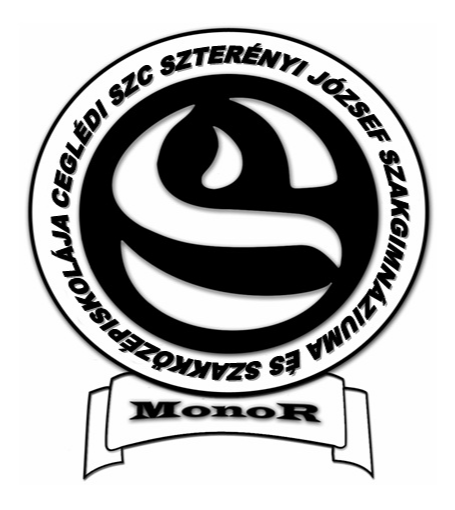 CEGLÉDI SZC SZTERÉNYI JÓZSEF SZAKGIMNÁZIUMA ÉS SZAKKÖZÉPISKOLÁJA
MonoR